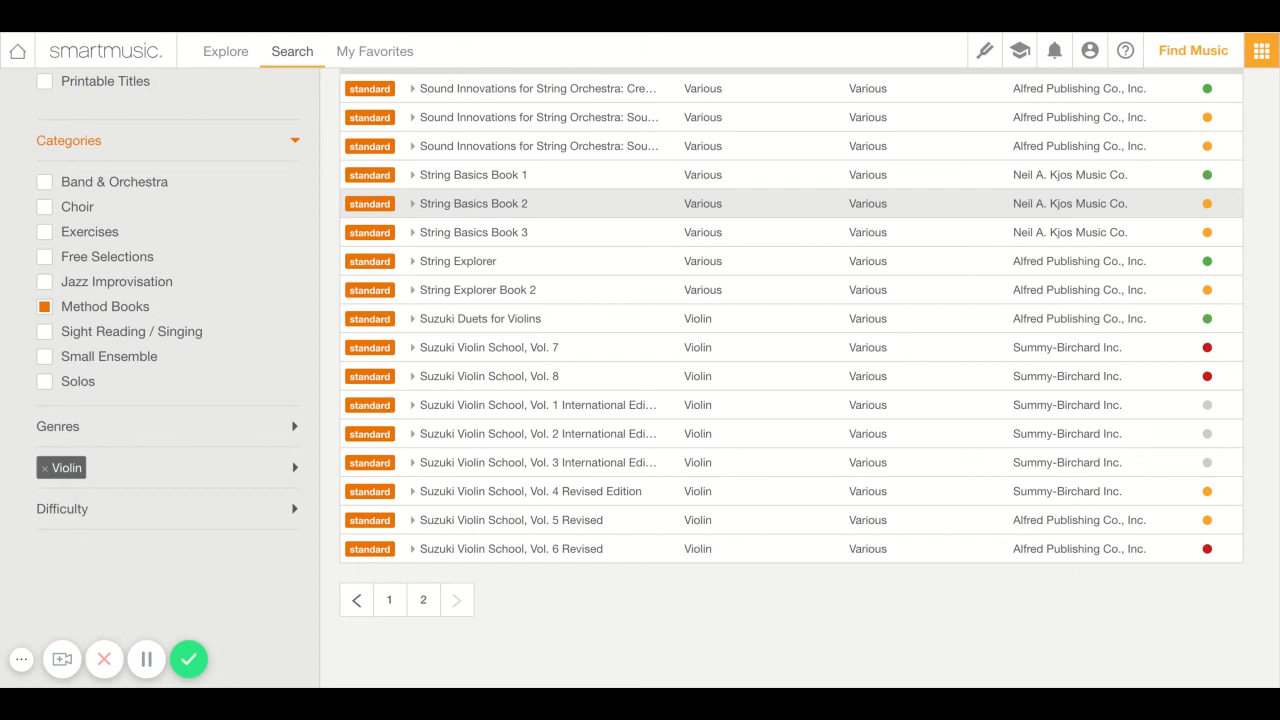 smartmusic. Explore Search My Favorites Find Music
Printable Titles
Categories
Band & Orchestra
Choir
Exercises
Free Selections
Jazz Improvisation
Method Books
Sight Reading / Singing
Small Ensemble
Solos
Genres
× Violin
Difficulty
standard Sound Innovations for String Orchestra: Cre... Various Various Alfred Publishing Co., Inc.
standard Sound Innovations for String Orchestra: Sou... Various Various Alfred Publishing Co., Inc.
standard Sound Innovations for String Orchestra: Sou... Various Various Alfred Publishing Co., Inc.
standard String Basics Book 1 Various Various Neil A. Kjos Music Co.
standard String Basics Book 2 Various Various Neil A. Kjos Music Co.
standard String Basics Book 3 Various Various Neil A. Kjos Music Co.
standard String Explorer Various Various Alfred Publishing Co., Inc.
standard String Explorer Book 2 Various Various Alfred Publishing Co., Inc.
standard Suzuki Duets for Violins Violin Various Alfred Publishing Co., Inc.
standard Suzuki Violin School, Vol. 7 Violin Various Summy-Birchard Inc.
standard Suzuki Violin School, Vol. 8 Violin Various Summy-Birchard Inc.
standard Suzuki Violin School, Vol. 1 International Edi... Violin Various Summy-Birchard Inc.
standard Suzuki Violin School, Vol. 2 International Edi... Violin Various Summy-Birchard Inc.
standard Suzuki Violin School, Vol. 3 International Edi... Violin Various Summy-Birchard Inc.
standard Suzuki Violin School, Vol. 4 Revised Edition Violin Various Summy-Birchard Inc.
standard Suzuki Violin School, Vol. 5 Revised Violin Various Alfred Publishing Co., Inc.
standard Suzuki Violin School, Vol. 6 Revised Violin Various Alfred Publishing Co., Inc.
1 2